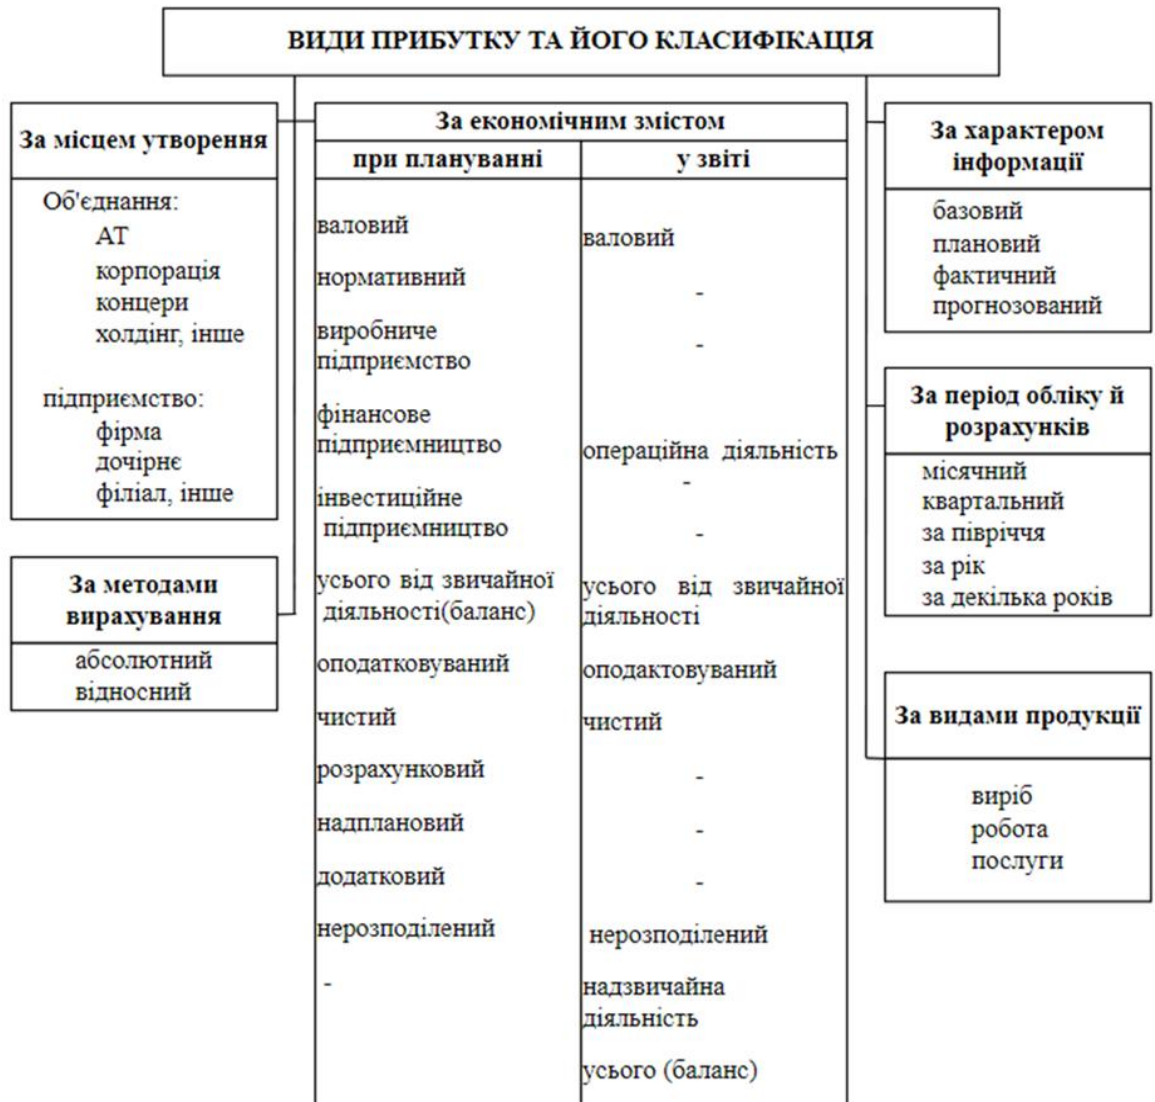 ВИДИ ПРИБУТКУ ТА ЙОГО КЛАСИФІКАЦІЯ
За місцем утворення
Об'єднання:
АТ
корпорація
концери
холдінг, інше
підприємство:
фірма
дочірнє
філіал, інше
За методами
вирахування
абсолютний
відносний
За економічним змістом
при плануванні
валовий
нормативний
виробниче
підприємство
фінансове
підприємництво
інвестиційне
підприємництво
усього від звичайної
діяльності(баланс)
оподатковуваний
чистий
розрахунковий
надплановий
додатковий
нерозподілений
-
у звіті
валовий
-
-
операційна діяльність
-
-
усього від звичайної
діяльності
оподактовуваний
чистий
-
-
-
нерозподілений
надзвичайна
діяльність
усього (баланс)
За характером
інформації
базовий
плановий
фактичний
прогнозований
За період обліку й
розрахунків
місячний
квартальний
за півріччя
за рік
за декілька років
За видами продукції
виріб
робота
послуги